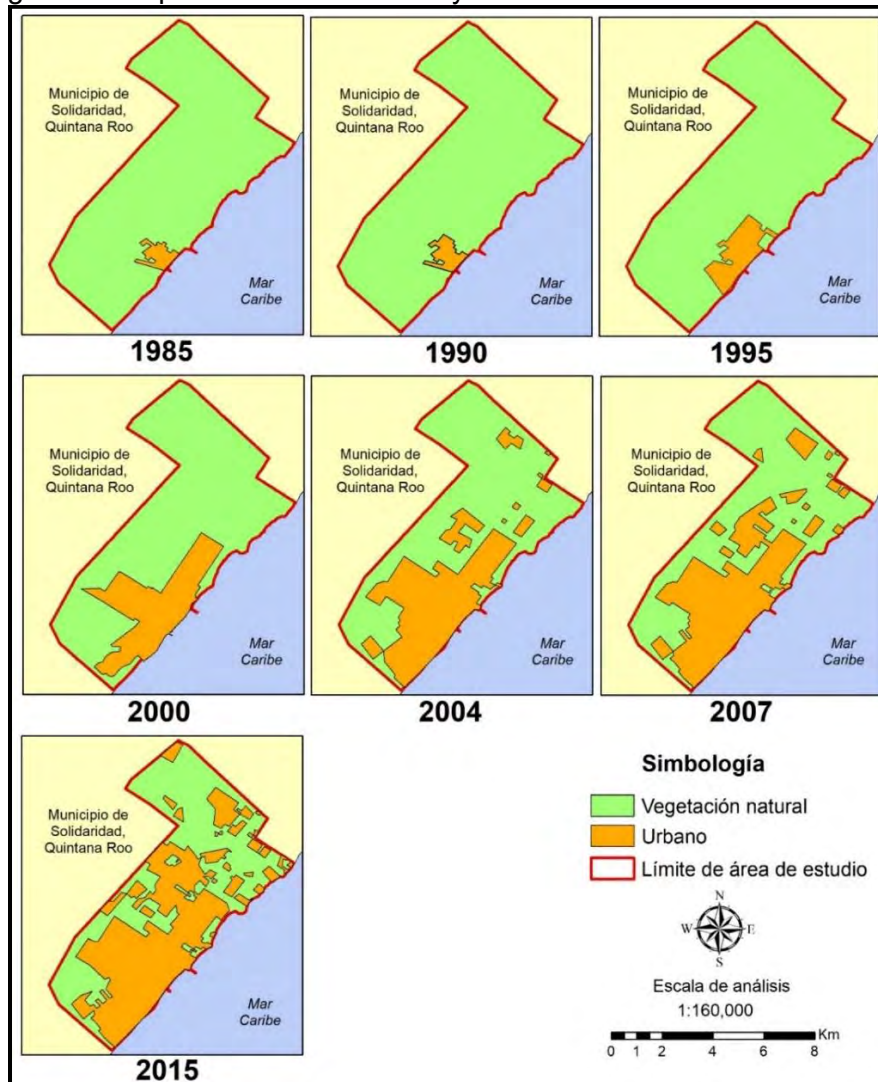 Municipio de
Solidaridad,
Quintana Roo
Mar
Caribe
1985
Municipio de
Solidaridad,
Quintana Roo
Mar
Caribe
1990
Municipio de
Solidaridad,
Quintana Roo
Mar
Caribe
1995
Municipio de
Solidaridad,
Quintana Roo
Mar
Caribe
2000
Municipio de
Solidaridad,
Quintana Roo
Mar
Caribe
2004
Municipio de
Solidaridad,
Quintana Roo
Mar
Caribe
2007
Municipio de
Solidaridad,
Quintana Roo
Mar
Caribe
2015
Simbología
Vegetación natural
Urbano
Límite de área de estudio
N
W E
S
Escala de análisis
1:160,000
Km
0 1 2 4 6 8